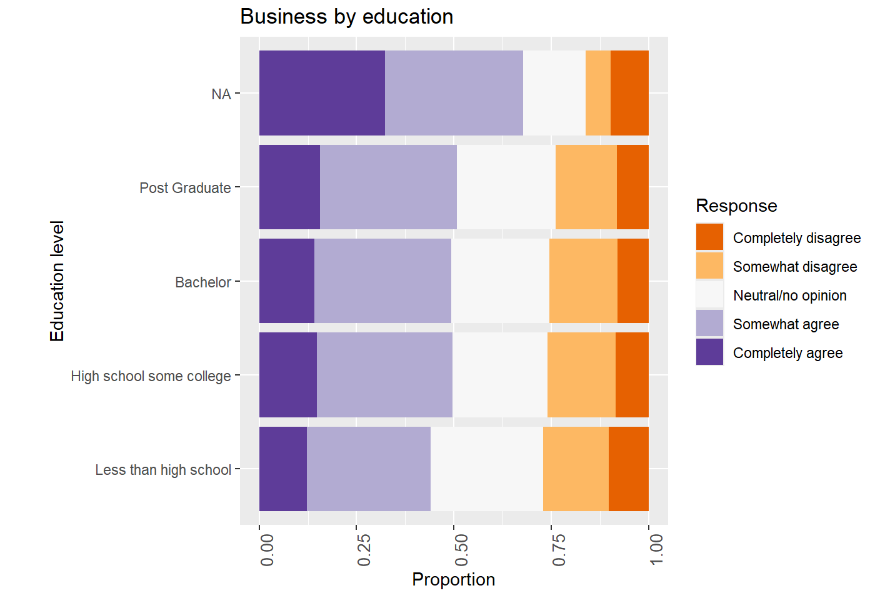 Business by education
NA
Post Graduate
Bachelor
High school some college
Less than high school
Education level
0.00
0.25
0.50
0.75
1.00
Proportion
Response
Completely disagree
Somewhat disagree
Neutral/no opinion
Somewhat agree
Completely agree